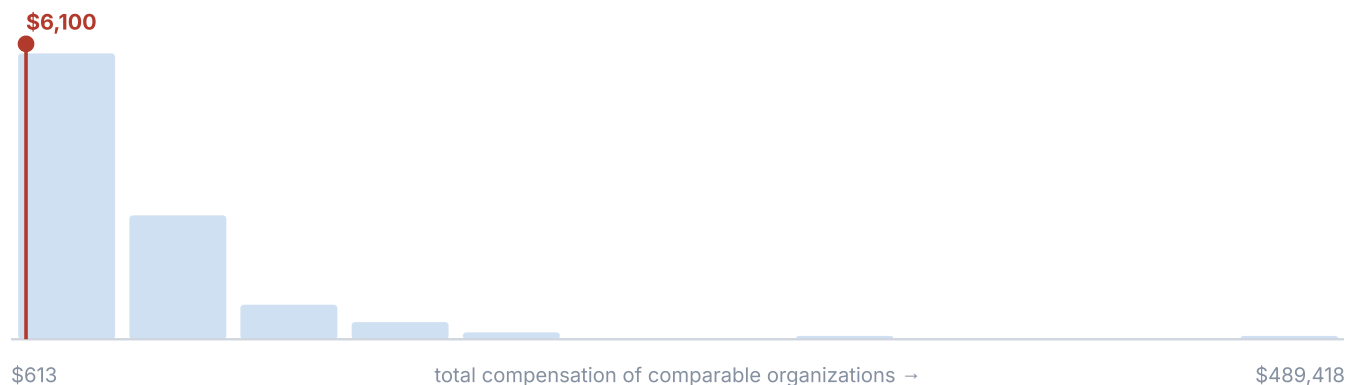 $6,100
$613
total compensation of comparable organizations →
$489,418